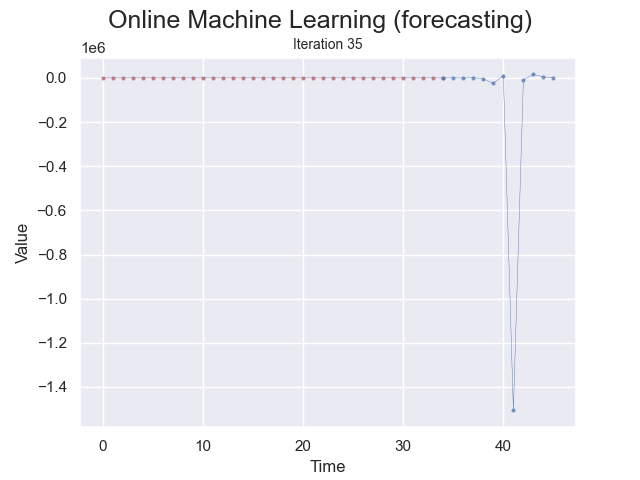 Online Machine Learning (forecasting)
Iteration 35
1e6
0.0
−0.2
−0.4
−0.6
−0.8
−1.0
−1.2
−1.4
Value
0 10 20 30 40
Time